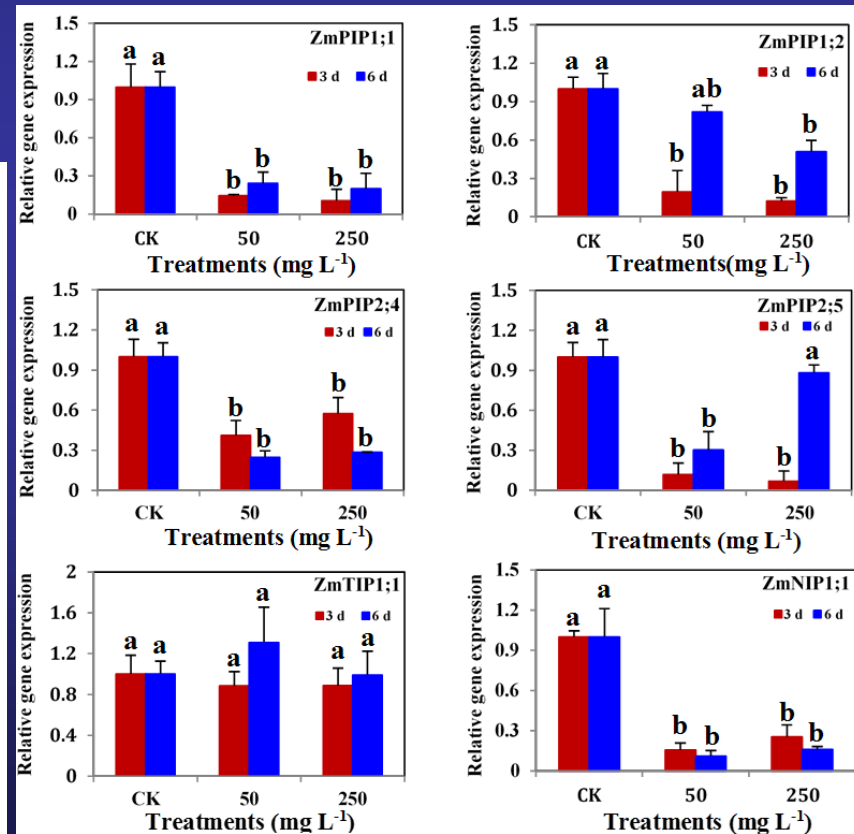 ZmPIP1;1
3 d 6 d
Relative gene expression
1.5
1.2
0.9
0.6
0.3
0
a a
b b
b b
CK 50 250
Treatments (mg L-1)
ZmPIP1;2
3 d 6 d
Relative gene expression
1.5
1.2
0.9
0.6
0.3
0
a a
b ab
b b
CK 50 250
Treatments(mg L-1)
ZmPIP2;4
3 d 6 d
Relative gene expression
1.5
1.2
0.9
0.6
0.3
0
a a
b b
b b
CK 50 250
Treatments (mg L-1)
ZmPIP2;5
3 d 6 d
Relative gene expression
1.5
1.2
0.9
0.6
0.3
0
a a
b b
b a
CK 50 250
Treatments (mg L-1)
ZmTIP1;1
3 d 6 d
Relative gene expression
2
1.6
1.2
0.8
0.4
0
a a
a a
a a
CK 50 250
Treatments (mg L-1)
ZmNIP1;1
3 d 6 d
Relative gene expression
1.5
1.2
0.9
0.6
0.3
0
a a
b b
b b
CK 50 250
Treatments (mg L-1)